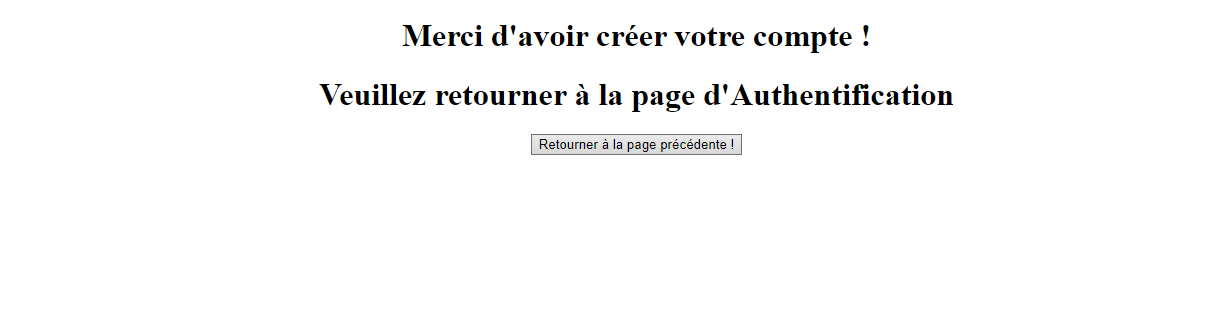 Merci d'avoir créer votre compte !
Veuillez retourner à la page d'Authentification
Retourner à la page précédente !